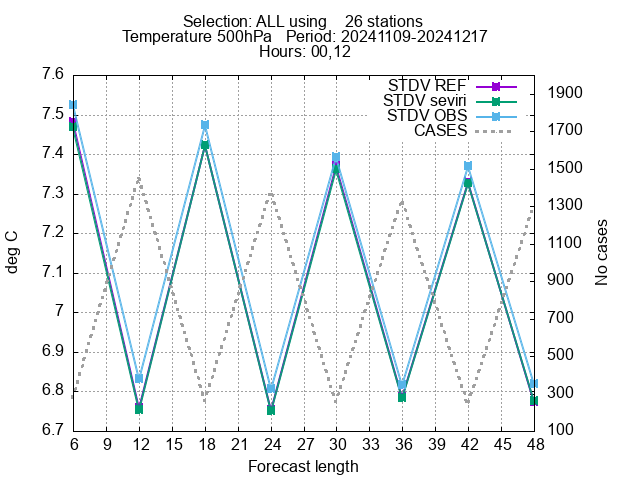 Selection: ALL using    26 stations
Temperature 500hPa   Period: 20241109-20241217
Hours: 00,12
STDV REF
STDV seviri
STDV OBS
CASES
7.6
7.5
7.4
7.3
7.2
7.1
7
6.9
6.8
6.7
deg C
1900
1700
1500
1300
1100
900
700
500
300
100
No cases
6 9 12 15 18 21 24 27 30 33 36 39 42 45 48
Forecast length